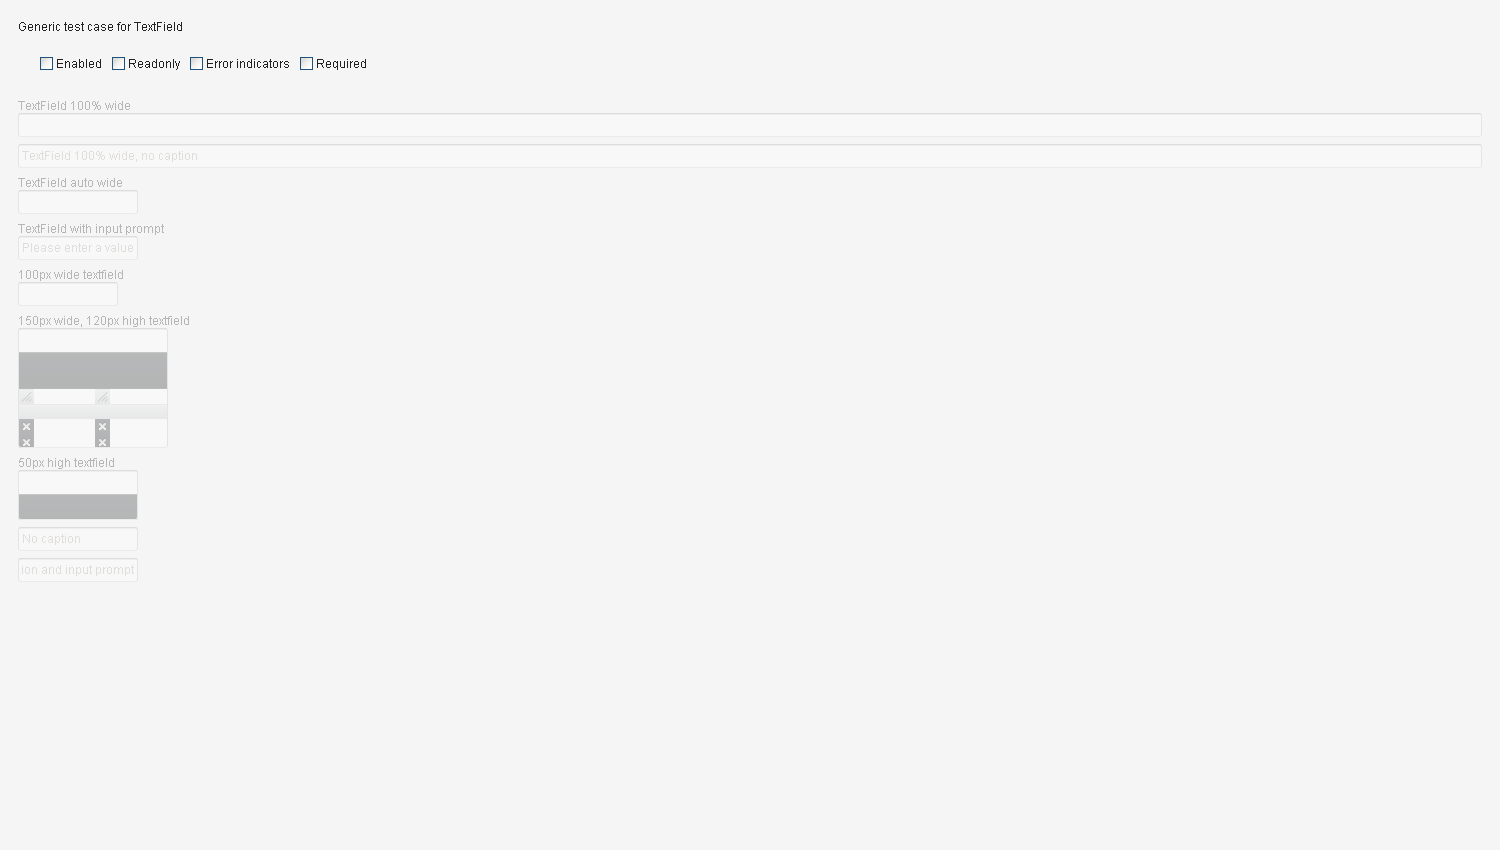 Generic test case for TextField
Enabled Readonly Error indicators Required
TextField 100% wide
TextField 100% wide, no caption
TextField auto wide
TextField with input prompt
Please enter a value
100px wide textfield
150px wide, 120px high textfield
50px high textfield
No caption
ion and input prompt